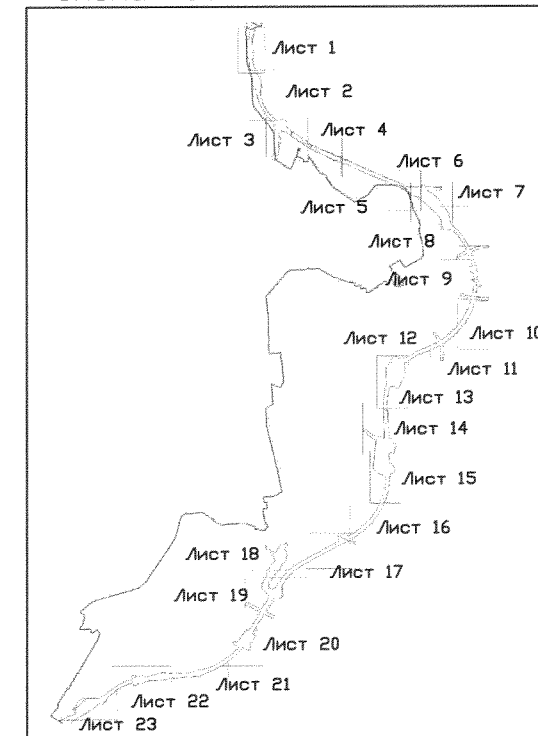 Лист 1
Лист 2
Лист 3
Лист 4
Лист 5
Лист 6
Лист 7
Лист 8
Лист 9
Лист 10
Лист 11
Лист 12
Лист 13
Лист 14
Лист 15
Лист 16
Лист 17
Лист 18
Лист 19
Лист 20
Лист 21
Лист 22
Лист 23